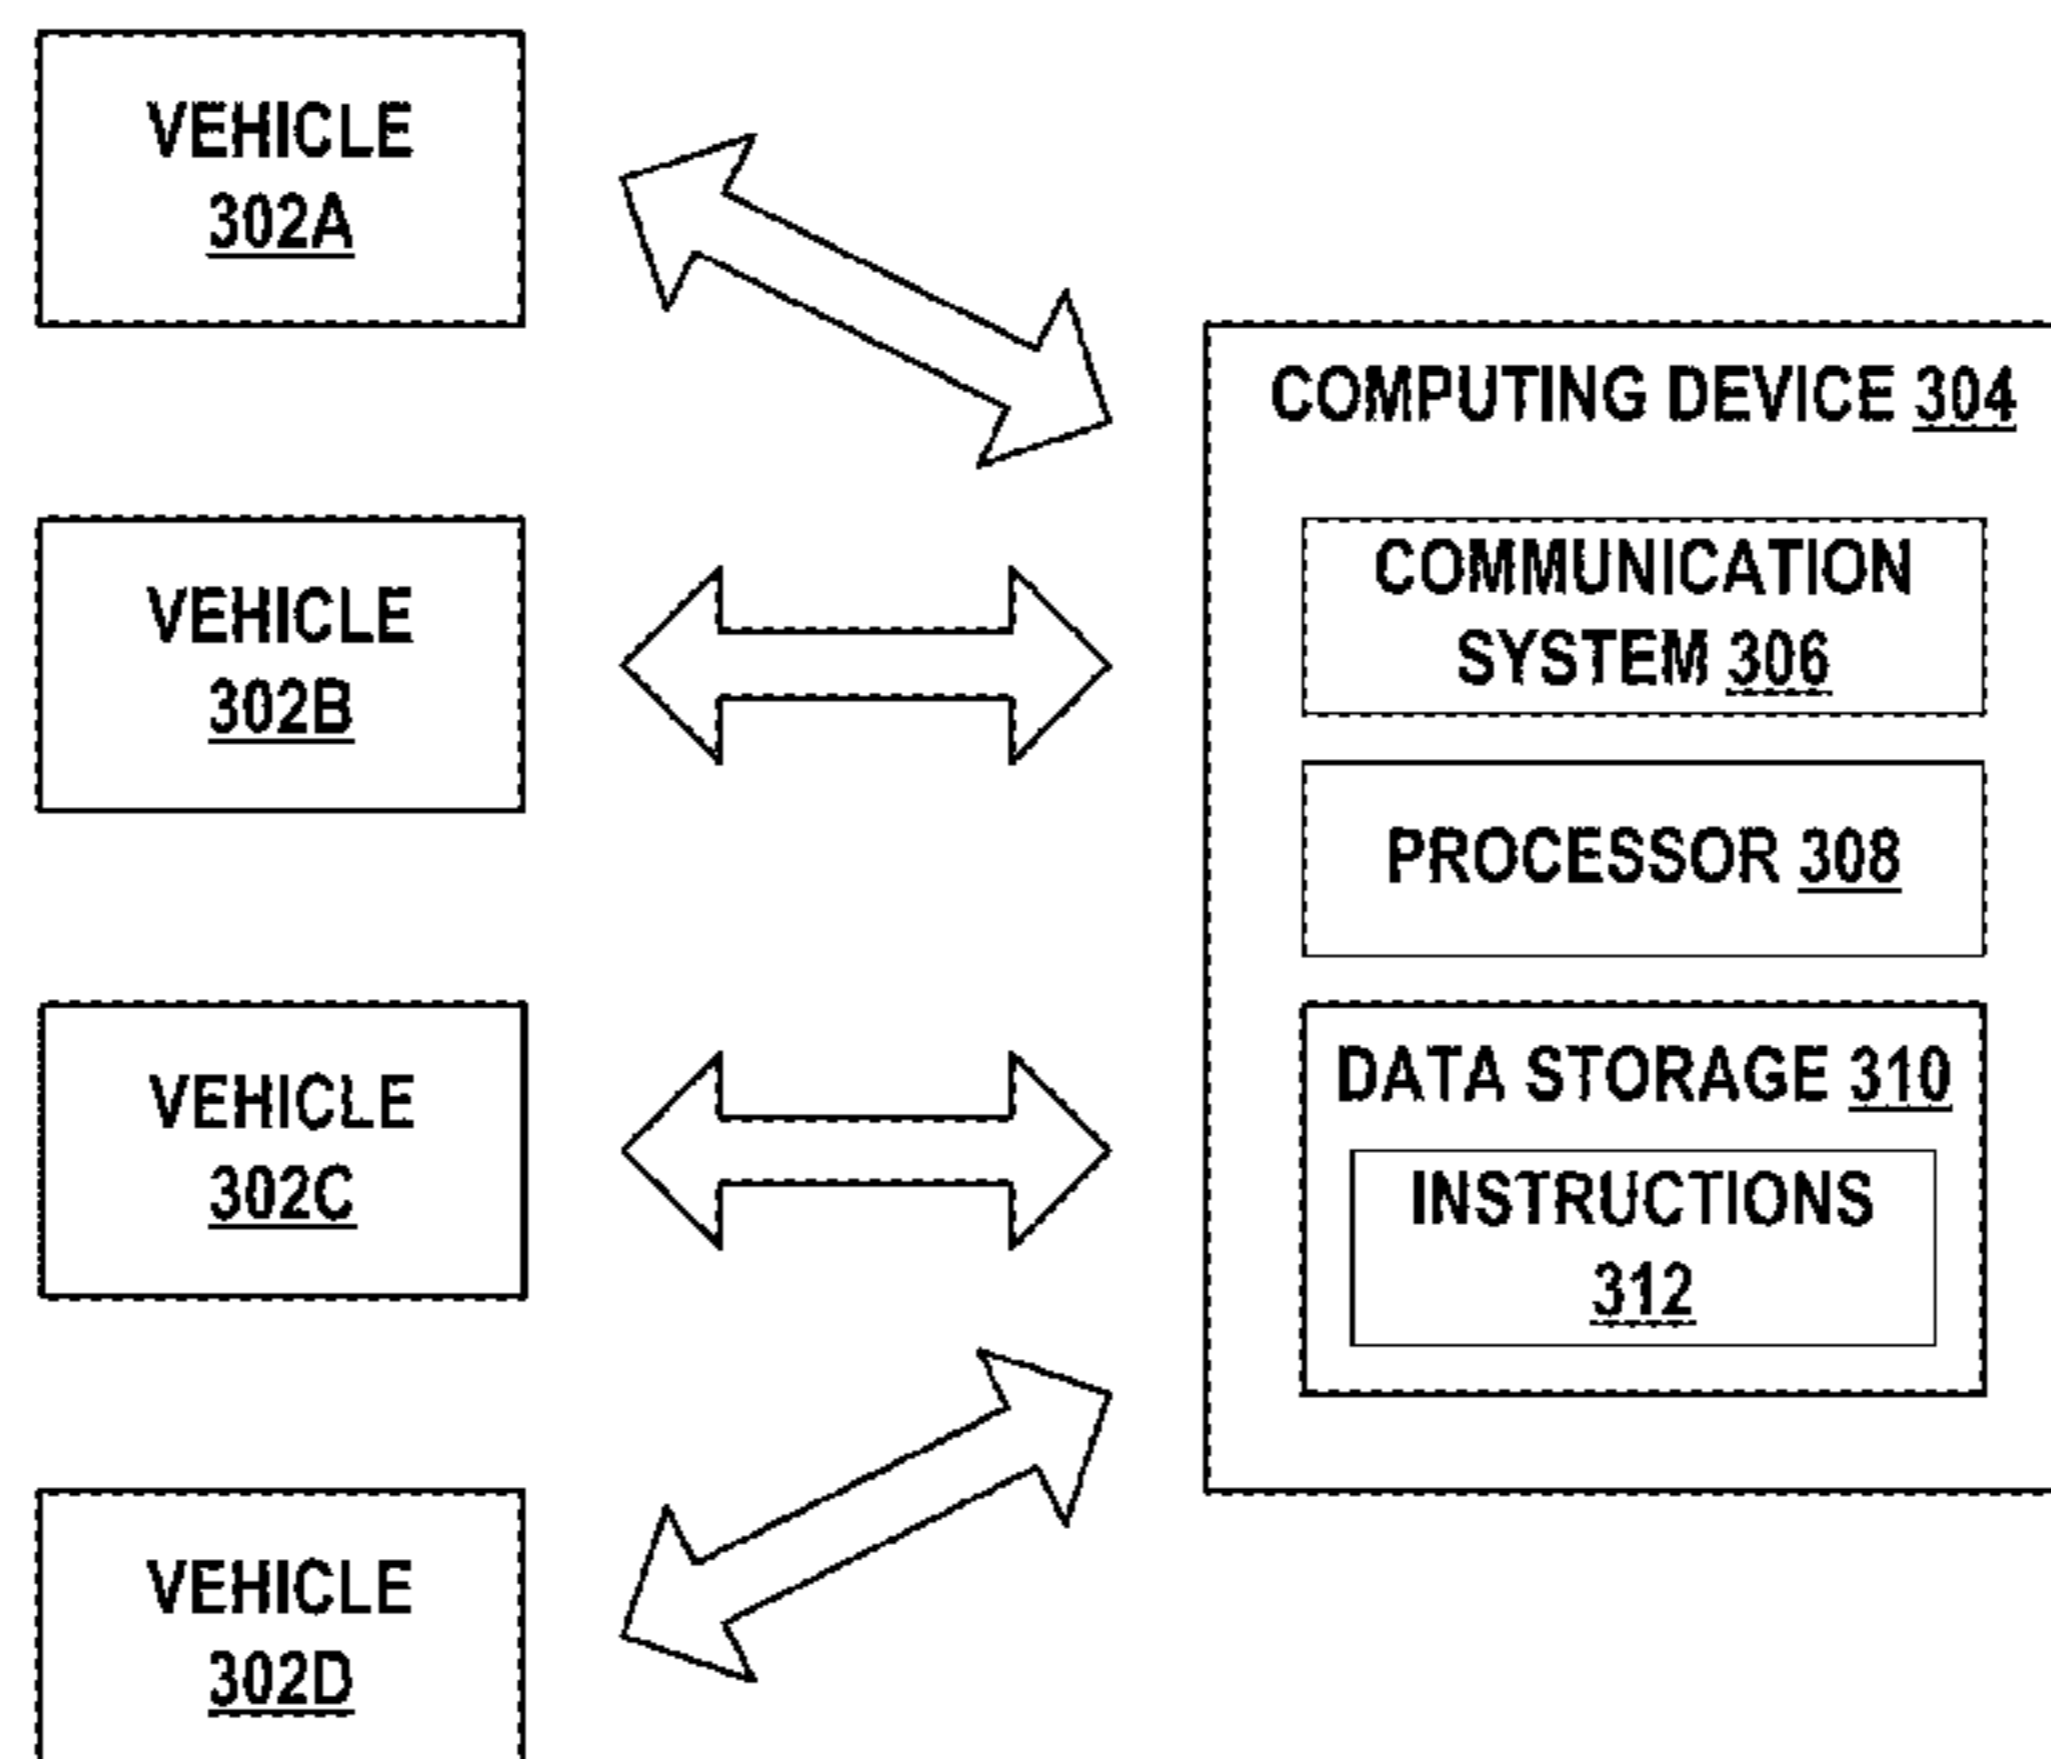 VEHICLE
302A
VEHICLE
302B
VEHICLE
302C
VEHICLE
302D
COMPUTING DEVICE 304
COMMUNICATION
SYSTEM 306
PROCESSOR 308
DATA STORAGE 310
INSTRUCTIONS
312